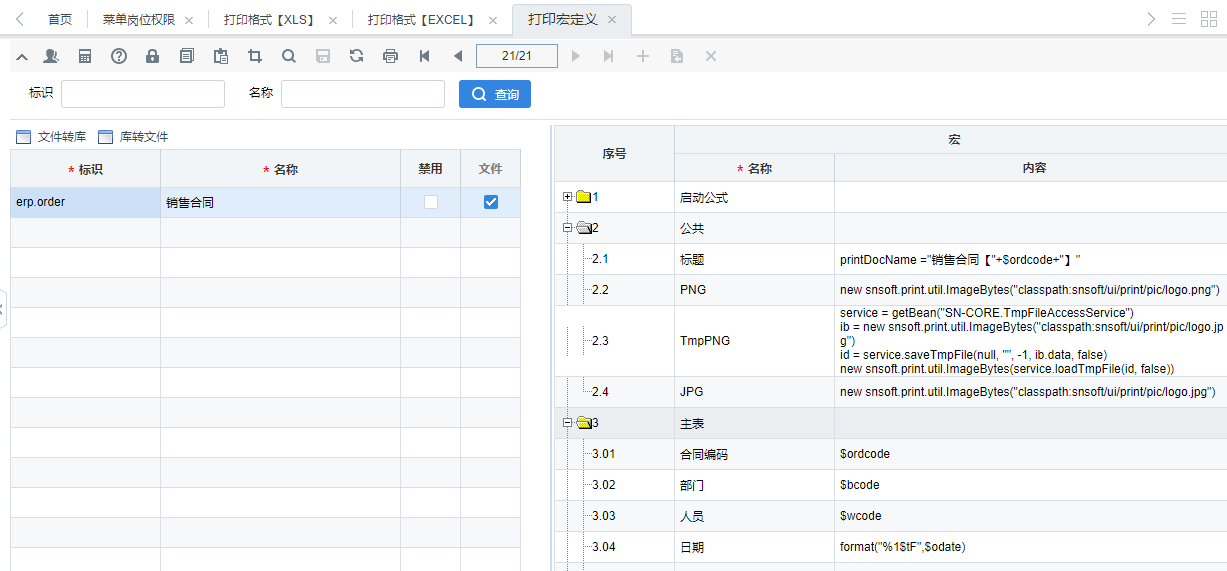 首页 菜单岗位权限 打印格式【XLS】 打印格式【EXCEL】 打印宏定义
21/21
标识 名称 查询
文件转库 库转文件
* 标识 * 名称 禁用 文件
erp.order 销售合同
序号 宏
* 名称 内容
1 启动公式
2 公共
2.1 标题 printDocName ="销售合同【"+$ordcode+"】"
2.2 PNG new snsoft.print.util.ImageBytes("classpath:snsoft/ui/print/pic/logo.png")
2.3 TmpPNG service = getBean("SN-CORE.TmpFileAccessService")
ib = new snsoft.print.util.ImageBytes("classpath:snsoft/ui/print/pic/logo.jp
g")
id = service.saveTmpFile(null, "", -1, ib.data, false)
new snsoft.print.util.ImageBytes(service.loadTmpFile(id, false))
2.4 JPG new snsoft.print.util.ImageBytes("classpath:snsoft/ui/print/pic/logo.jpg")
3 主表
3.01 合同编码 $ordcode
3.02 部门 $bcode
3.03 人员 $wcode
3.04 日期 format("%1$tF",$odate)